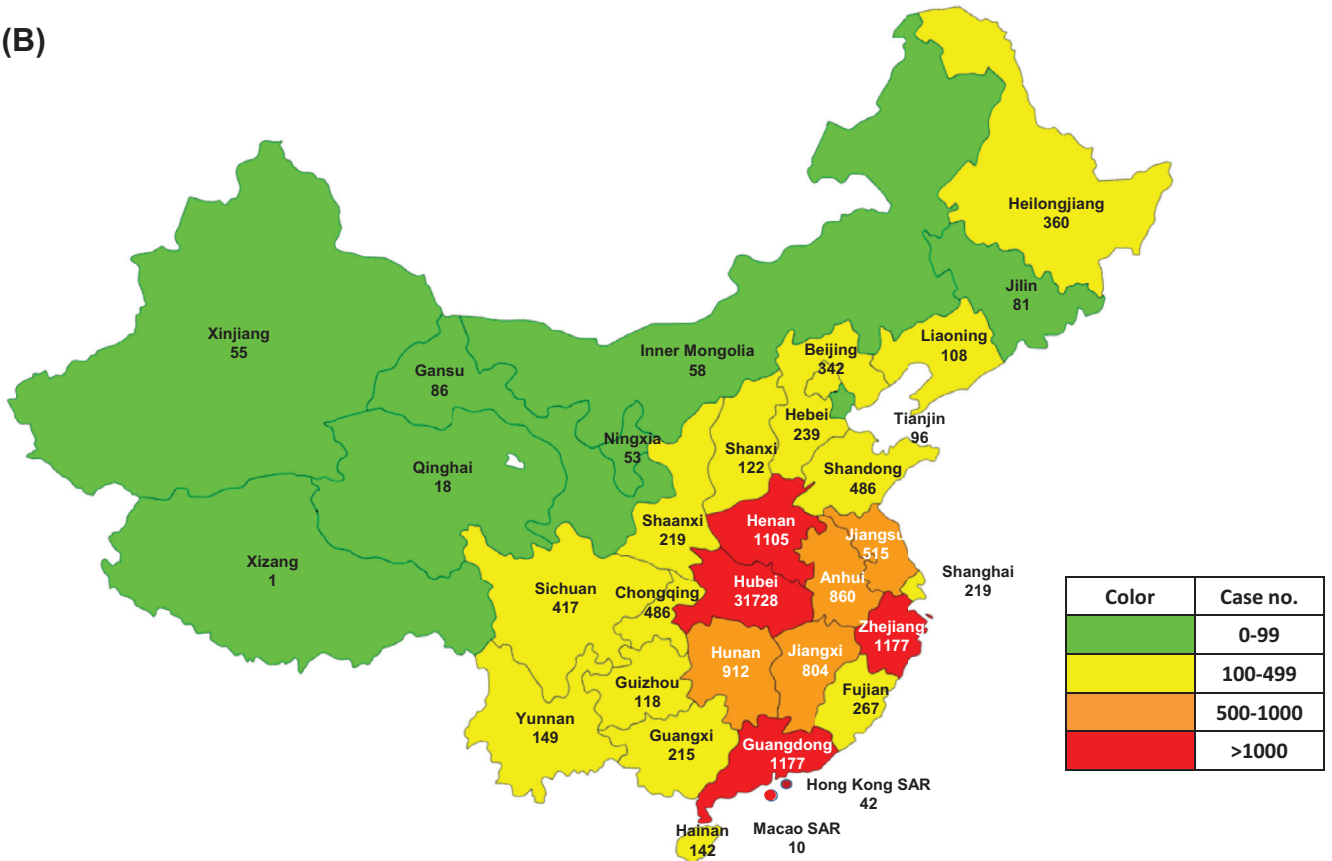 (B)
Heilongjiang
360
Jilin
81
Liaoning
108
Xinjiang
55
Gansu
86
Inner Mongolia
58
Beijing
342
Hebei
239
Tianjin
96
Ningxia
53
Shanxi
122
Qinghai
18
Shandong
486
Shaanxi
219
Henan
1105
Jiangsu
515
Xizang
1
Sichuan
417
Chongqing
486
Hubei
31728
Anhui
860
Shanghai
219
Zhejiang
1177
Hunan
912
Jiangxi
804
Guizhou
118
Fujian
267
Yunnan
149
Guangxi
215
Guangdong
1177
Hong Kong SAR
42
Macao SAR
10
Hainan
142
Color Case no.
0-99
100-499
500-1000
>1000